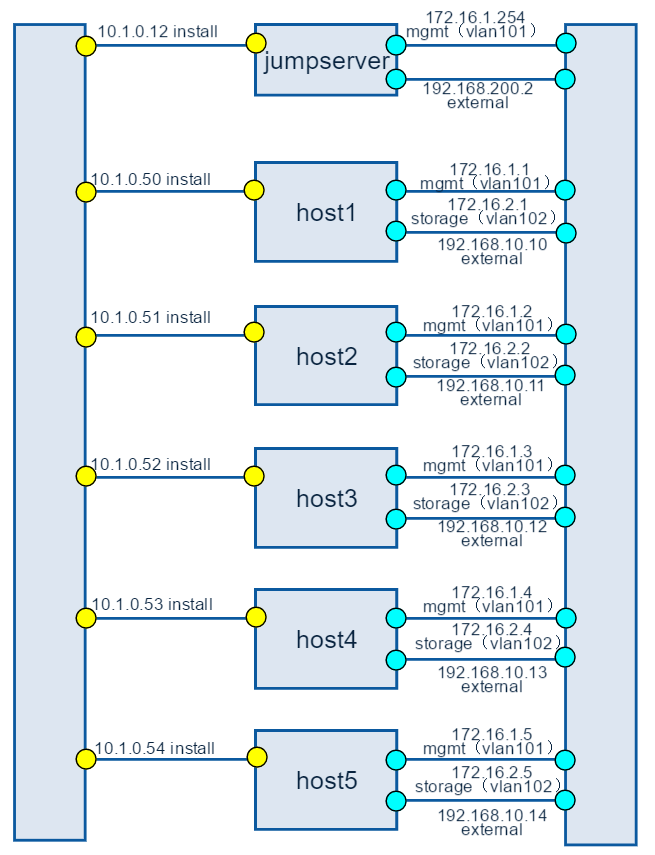 10.1.0.12 install
jumpserver
172.16.1.254
mgmt（vlan101）
192.168.200.2
external
10.1.0.50 install
host1
172.16.1.1
mgmt（vlan101）
172.16.2.1
storage（vlan102）
192.168.10.10
external
10.1.0.51 install
host2
172.16.1.2
mgmt（vlan101）
172.16.2.2
storage（vlan102）
192.168.10.11
external
10.1.0.52 install
host3
172.16.1.3
mgmt（vlan101）
172.16.2.3
storage（vlan102）
192.168.10.12
external
10.1.0.53 install
host4
172.16.1.4
mgmt（vlan101）
172.16.2.4
storage（vlan102）
192.168.10.13
external
10.1.0.54 install
host5
172.16.1.5
mgmt（vlan101）
172.16.2.5
storage（vlan102）
192.168.10.14
external